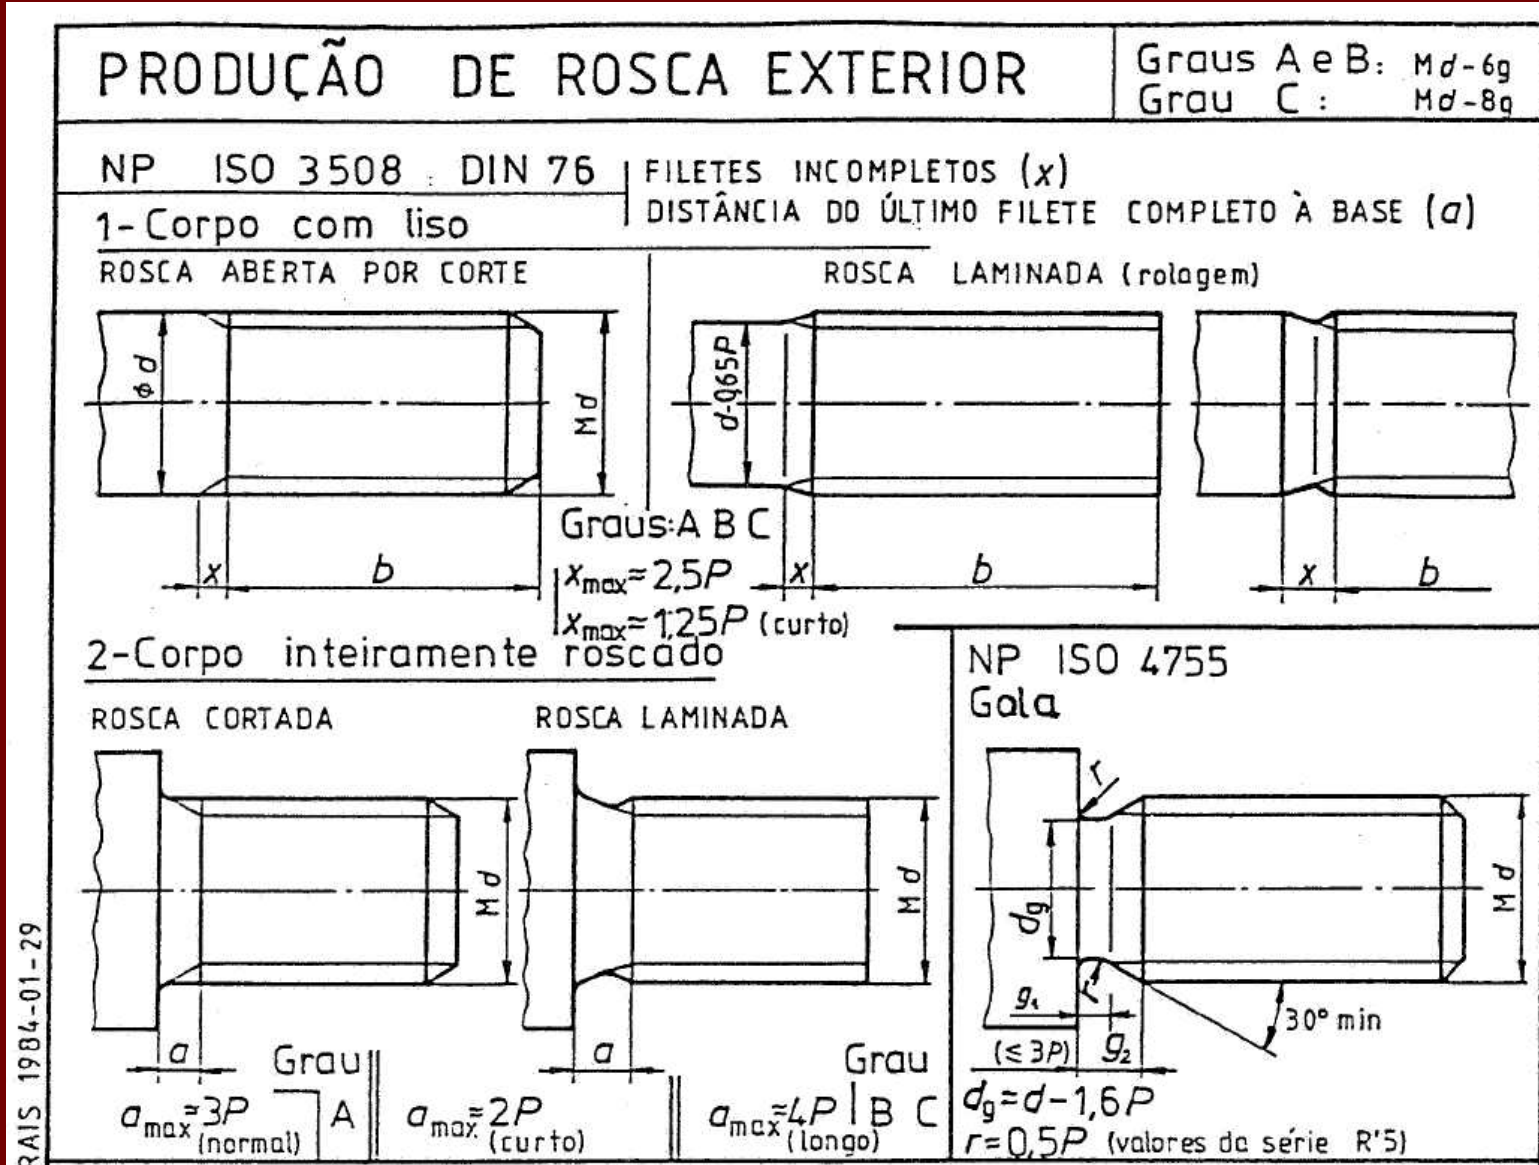 PRODUÇÃO DE ROSCA EXTERIOR
Graus A e B: Md-6g
Grau C: Md-8g
NP ISO 3508 : DIN 76
FILETES INCOMPLETOS (x)
DISTÂNCIA DO ÚLTIMO FILETE COMPLETO À BASE (a)
1-Corpo com liso
ROSCA ABERTA POR CORTE
ROSCA LAMINADA (rolagem)
ϕd
Md
d-0,65P
Graus: A B C
x b
x b
x b
xmax≈2,5P
xmax≈1,25P (curto)
2-Corpo inteiramente roscado
ROSCA CORTADA
ROSCA LAMINADA
Md
Md
a
a
Grau
Grau
amax≈3P (normal) A
amax≈2P (curto)
amax≈4P (longo) B C
NP ISO 4755
Gola
r
dg
Md
r
g1
30° min
(≤3P) g2
dg≈d-1,6P
r=0,5P (valores da série R'5)
RAIS 1984-01-29